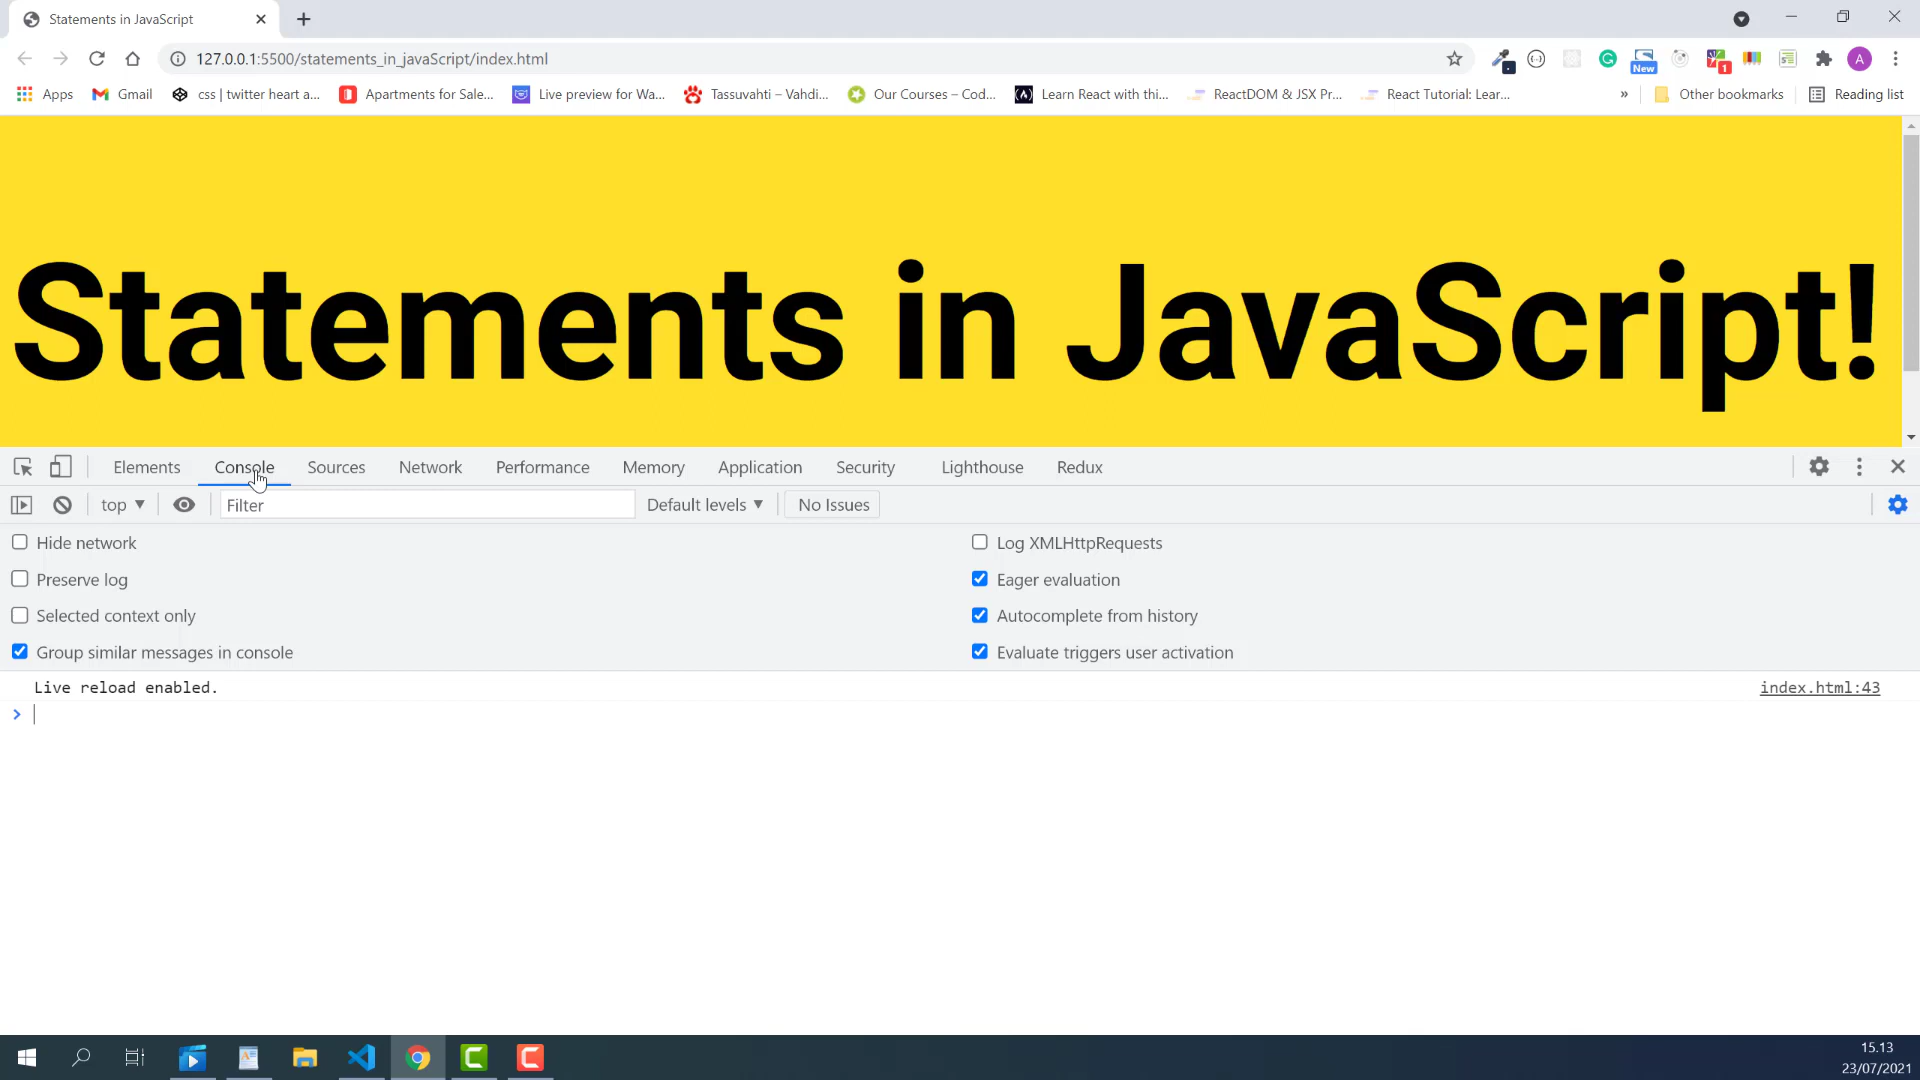 Statements in JavaScript
127.0.0.1:5500/statements_in_javaScript/index.html
New
1
A
Apps
Gmail
css | twitter heart a...
Apartments for Sale...
Live preview for Wa...
Tassuvahti – Vahdi...
Our Courses – Cod...
Learn React with thi...
ReactDOM & JSX Pr...
React Tutorial: Lear...
»
Other bookmarks
Reading list
Statements in JavaScript!
Elements
Console
Sources
Network
Performance
Memory
Application
Security
Lighthouse
Redux
top
Filter
Default levels
No Issues
Hide network
Log XMLHttpRequests
Preserve log
Eager evaluation
Selected context only
Autocomplete from history
Group similar messages in console
Evaluate triggers user activation
Live reload enabled.
index.html:43
15.13
23/07/2021